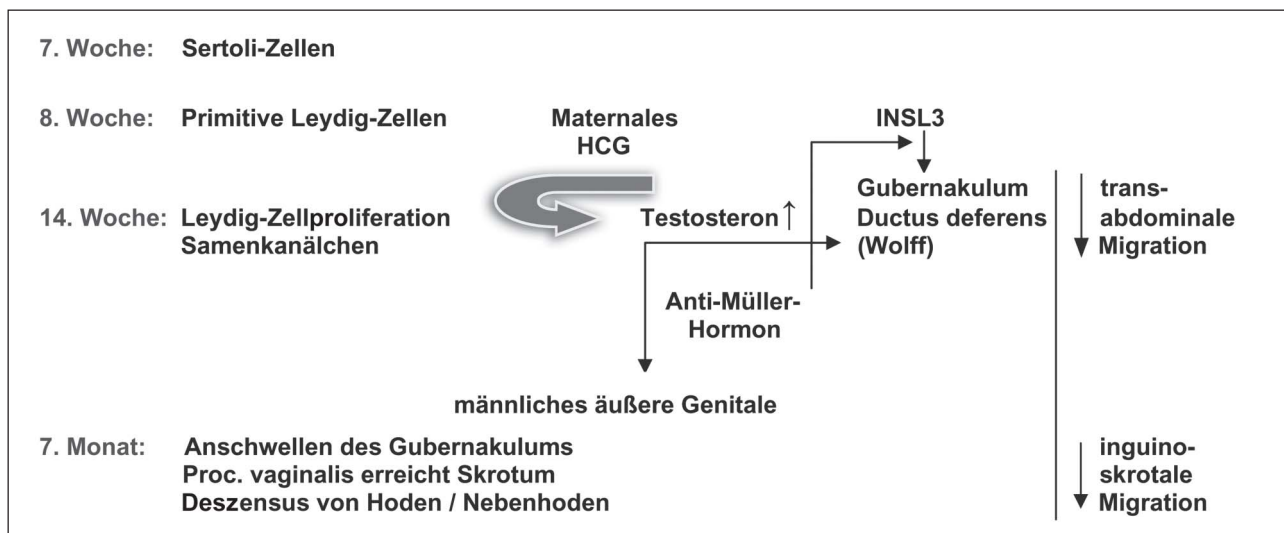 7. Woche: Sertoli-Zellen
8. Woche: Primitive Leydig-Zellen
Maternales
HCG
INSL3
14. Woche: Leydig-Zellproliferation
Samenkanälchen
Testosteron ↑
Gubernakulum
Ductus deferens
(Wolff)
trans-
abdominale
Migration
Anti-Müller-
Hormon
männliches äußere Genitale
7. Monat: Anschwellen des Gubernakulums
Proc. vaginalis erreicht Skrotum
Deszensus von Hoden / Nebenhoden
inguino-
skrotale
Migration